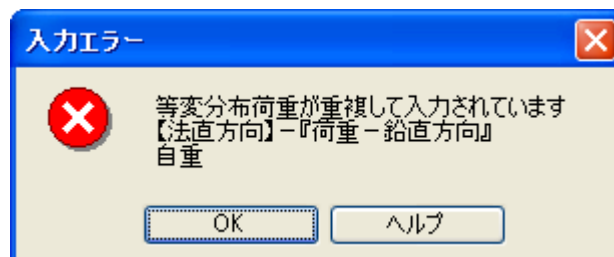 入力エラー
等変分布荷重が重複して入力されています
【法直方向】－『荷重－鉛直方向』
自重
OK
ヘルプ